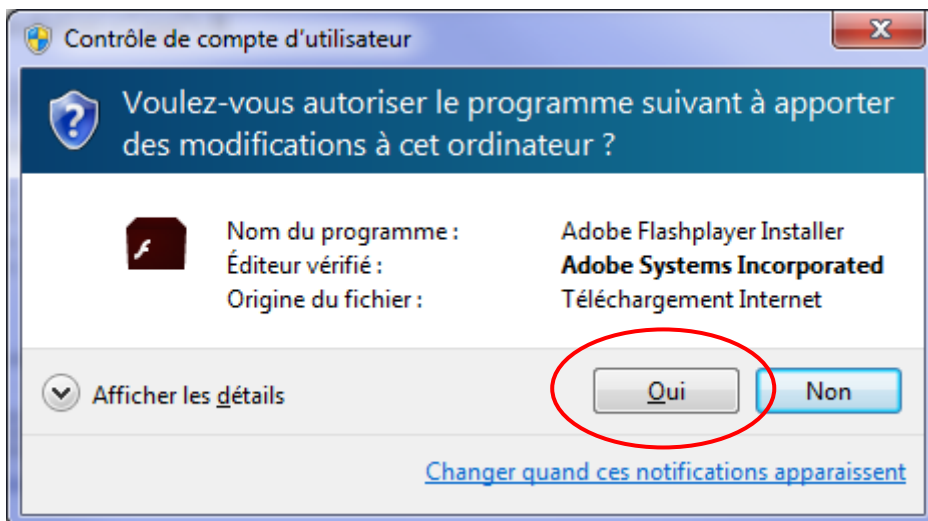 Contrôle de compte d'utilisateur
x
Voulez-vous autoriser le programme suivant à apporter
des modifications à cet ordinateur ?
Nom du programme : Adobe Flashplayer Installer
Éditeur vérifié : Adobe Systems Incorporated
Origine du fichier : Téléchargement Internet
Afficher les détails Oui Non
Changer quand ces notifications apparaissent